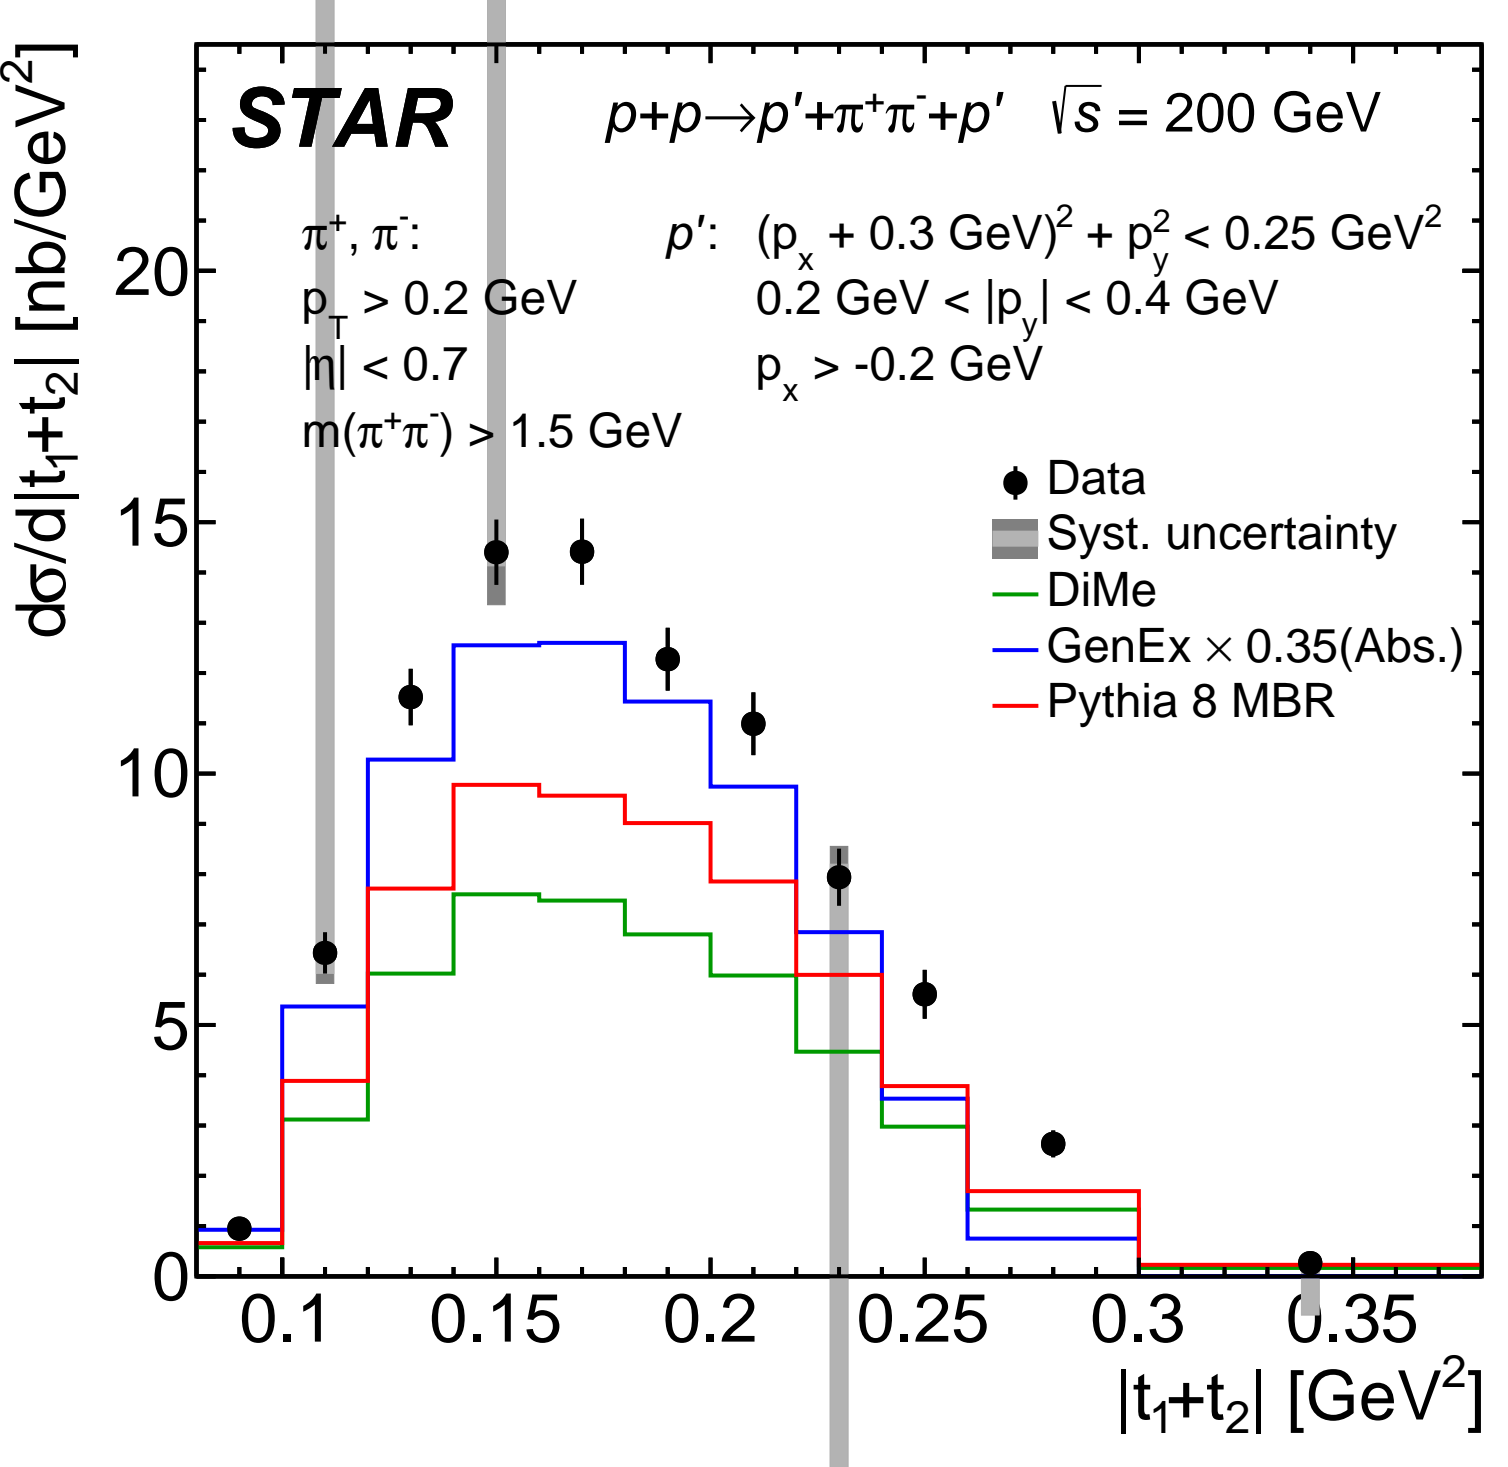 STAR p+p→p′+π⁺π⁻+p′ √s = 200 GeV
π⁺, π⁻: p′: (pₓ + 0.3 GeV)² + p_y² < 0.25 GeV²
p_T > 0.2 GeV 0.2 GeV < |p_y| < 0.4 GeV
|η| < 0.7 pₓ > -0.2 GeV
m(π⁺π⁻) > 1.5 GeV
Data
Syst. uncertainty
DiMe
GenEx × 0.35(Abs.)
Pythia 8 MBR
dσ/d|t₁+t₂| [nb/GeV²]
20
15
10
5
0
0.1 0.15 0.2 0.25 0.3 0.35
|t₁+t₂| [GeV²]